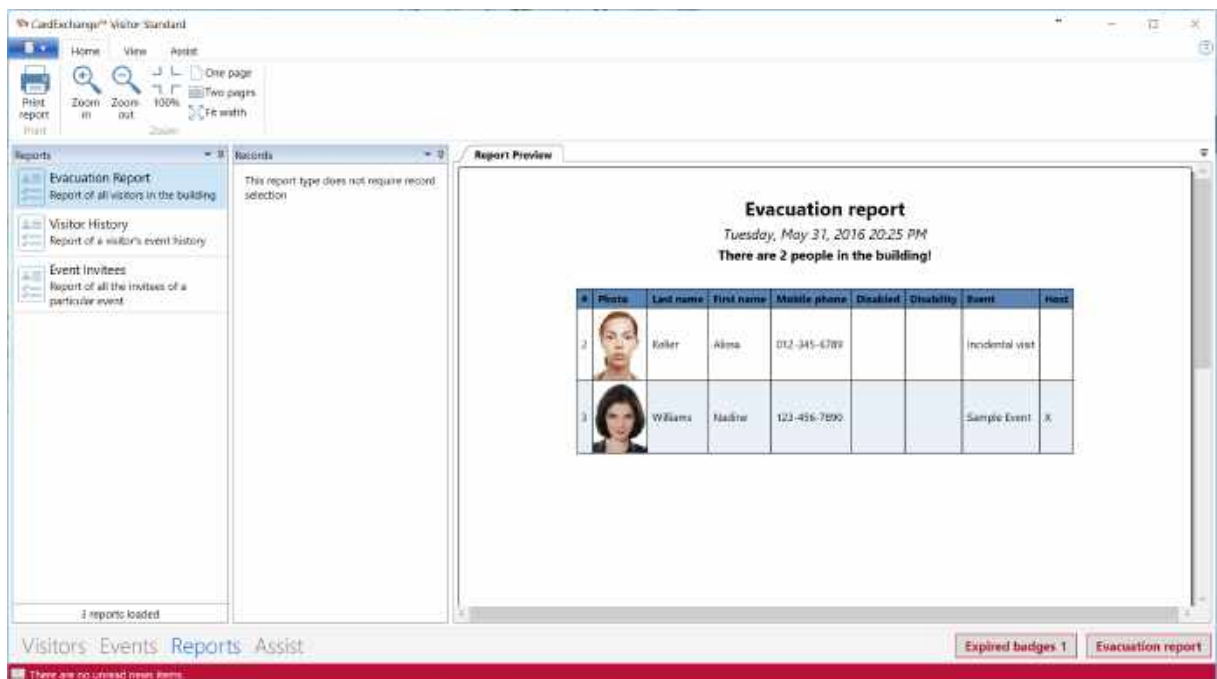 CardExchange™ Visitor Standard
Home View Assist
Print report
Zoom in
Zoom out
100%
One page
Two pages
Fit width
Print
Zoom
Reports
Records
Report Preview
Evacuation Report
Report of all visitors in the building
Visitor History
Report of a visitor's event history
Event Invitees
Report of all the invitees of a
particular event
3 reports loaded
This report type does not require record
selection
Evacuation report
Tuesday, May 31, 2016 20:25 PM
There are 2 people in the building!
# Photo Last name First name Mobile phone Disabled Disability Event Host
2 Keller 012-345-6789 Incidental visit
3 Williams Nadine 123-456-7890 Sample Event X
Visitors Events Reports Assist
Expired badges 1
Evacuation report
There are no unread news items.